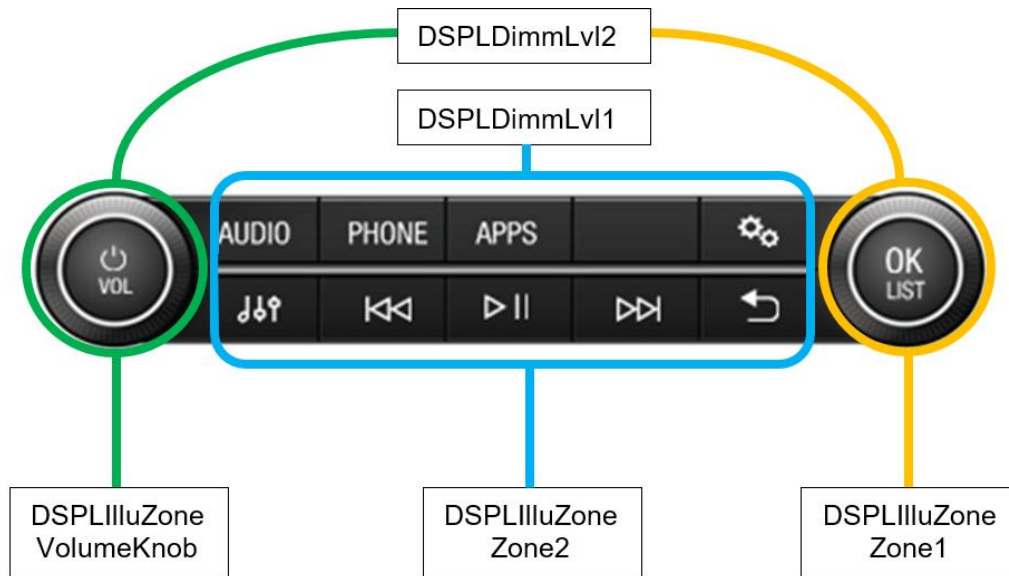 DSPLDimmLvl2
DSPLDimmLvl1
AUDIO PHONE APPS
VOL
OK
LIST
DSPLIlluZone
VolumeKnob
DSPLIlluZone
Zone2
DSPLIlluZone
Zone1